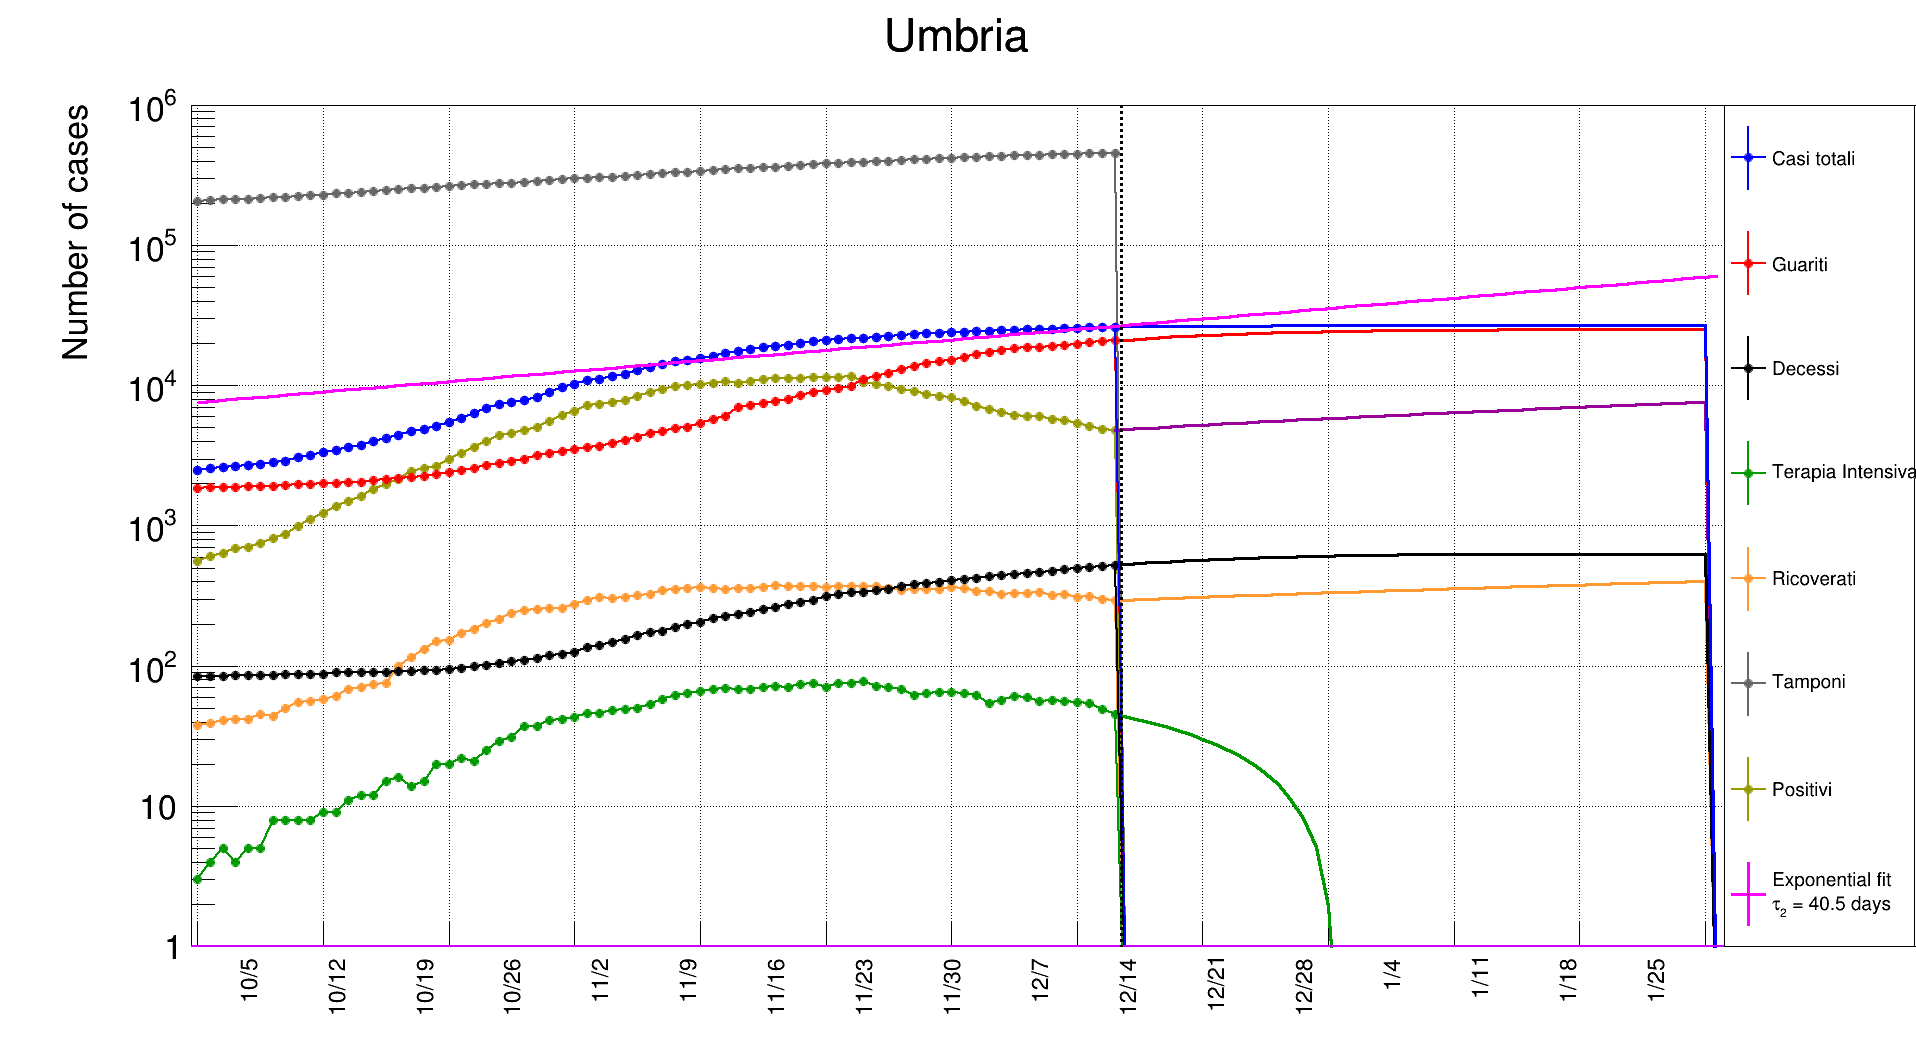 Umbria
Number of cases
10^6
10^5
10^4
10^3
10^2
10
1
10/5
10/12
10/19
10/26
11/2
11/9
11/16
11/23
11/30
12/7
12/14
12/21
12/28
1/4
1/11
1/18
1/25
Casi totali
Guariti
Decessi
Terapia Intensiva
Ricoverati
Tamponi
Positivi
Exponential fit
τ_2 = 40.5 days